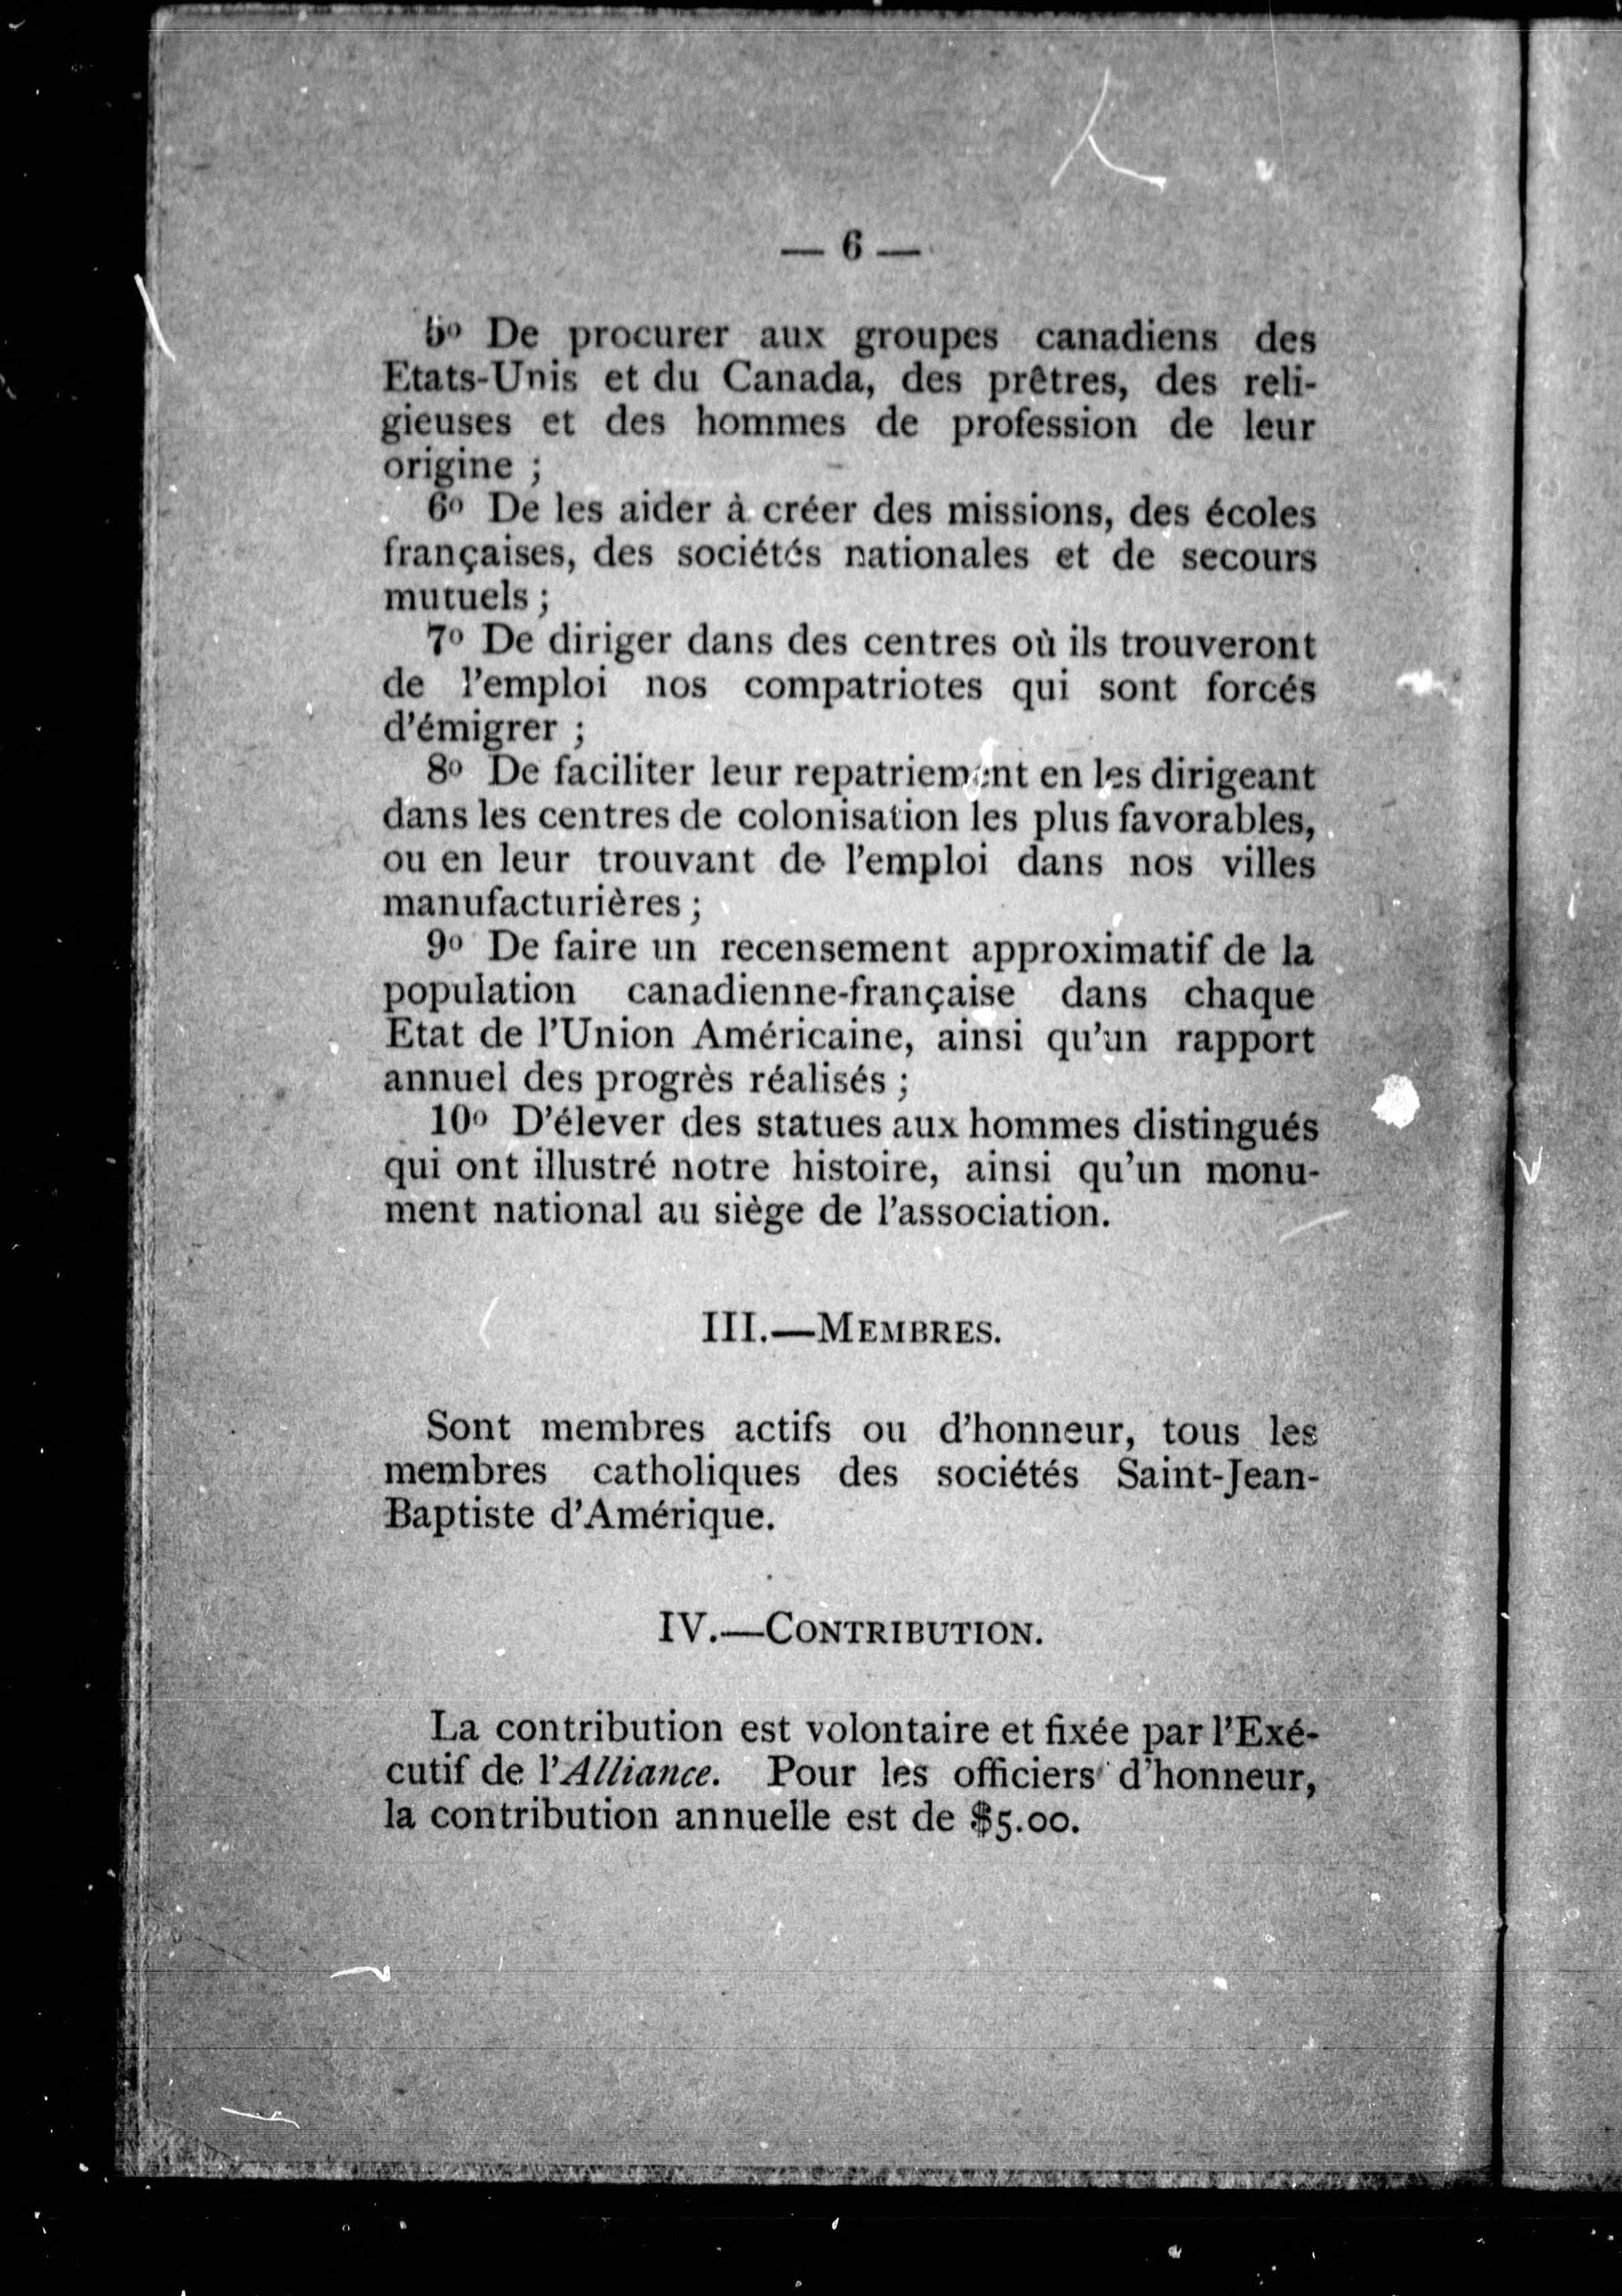 — 6 —
5o De procurer aux groupes canadiens des
Etats-Unis et du Canada, des prêtres, des reli-
gieuses et des hommes de profession de leur
origine ;
6o De les aider à créer des missions, des écoles
françaises, des sociétés nationales et de secours
mutuels ;
7o De diriger dans des centres où ils trouveront
de l'emploi nos compatriotes qui sont forcés
d'émigrer ;
8o De faciliter leur repatriement en les dirigeant
dans les centres de colonisation les plus favorables,
ou en leur trouvant de l'emploi dans nos villes
manufacturières ;
9o De faire un recensement approximatif de la
population canadienne-française dans chaque
Etat de l'Union Américaine, ainsi qu'un rapport
annuel des progrès réalisés ;
10o D'élever des statues aux hommes distingués
qui ont illustré notre histoire, ainsi qu'un monu-
ment national au siège de l'association.
III.—MEMBRES.
Sont membres actifs ou d'honneur, tous les
membres catholiques des sociétés Saint-Jean-
Baptiste d'Amérique.
IV.—CONTRIBUTION.
La contribution est volontaire et fixée par l'Exé-
cutif de l'Alliance. Pour les officiers d'honneur,
la contribution annuelle est de $5.00.